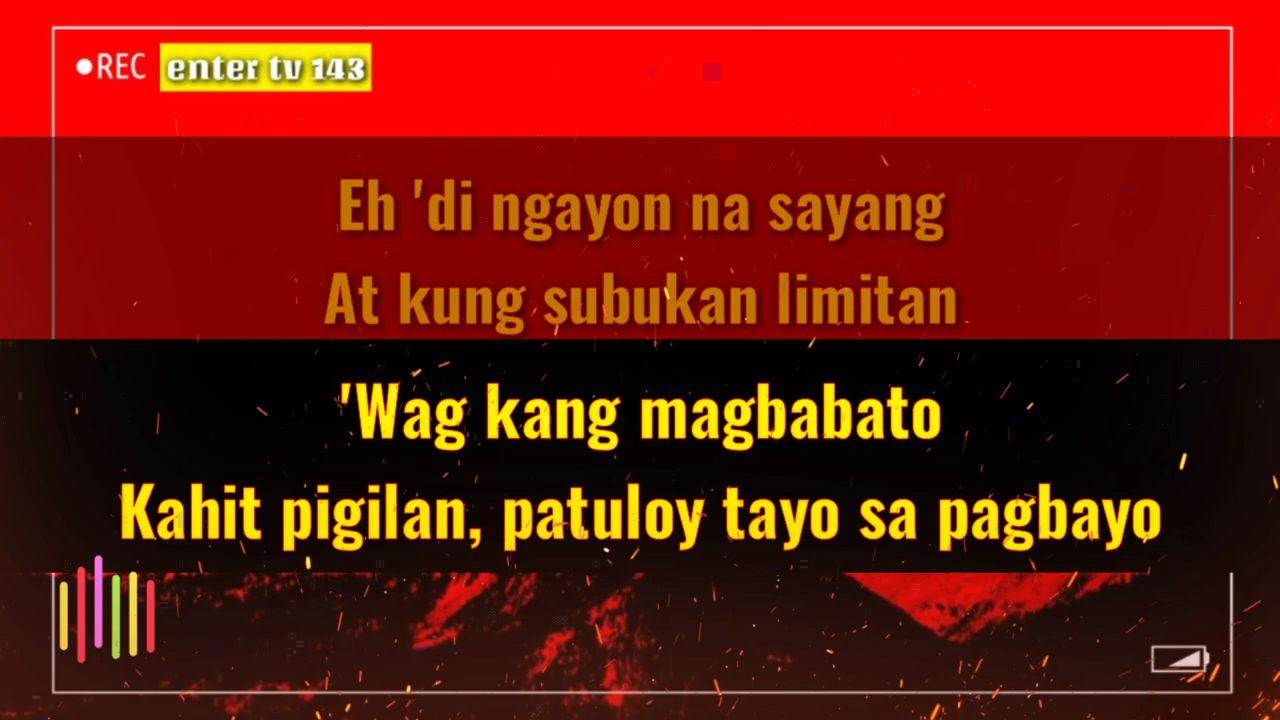 REC enter tv 143
Eh 'di ngayon na sayang
At kung subukan limitan
'Wag kang magbabato
Kahit pigilan, patuloy tayo sa pagbayo